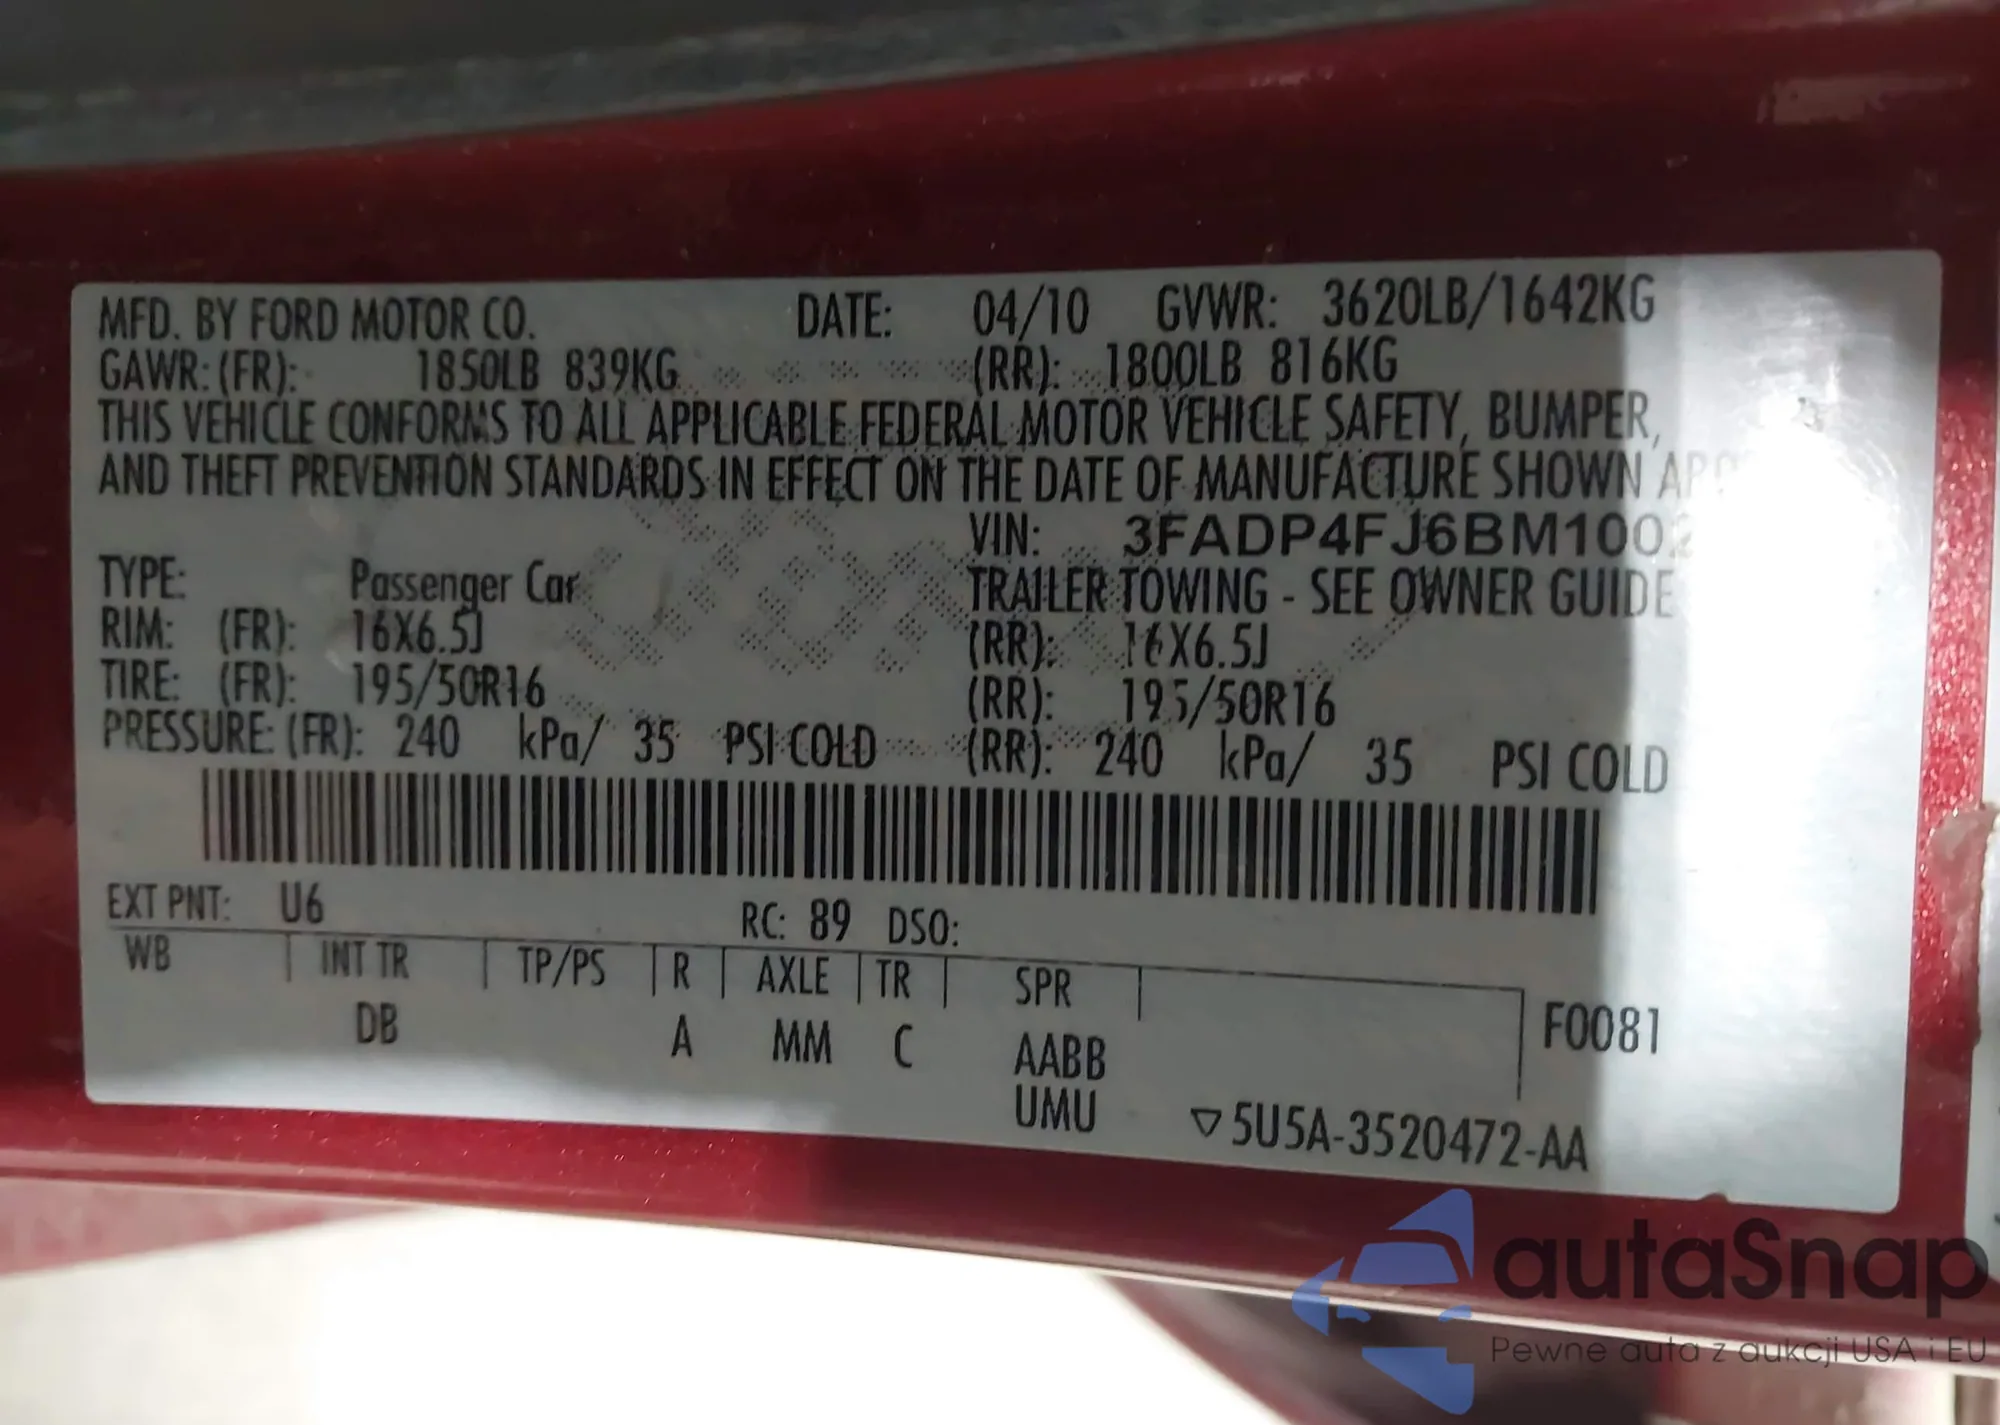 MFD. BY FORD MOTOR CO. DATE: 04/10 GVWR: 3620LB/1642KG
GAWR: (FR): 1850LB 839KG (RR): 1800LB 816KG
THIS VEHICLE CONFORMS TO ALL APPLICABLE FEDERAL MOTOR VEHICLE SAFETY, BUMPER,
AND THEFT PREVENTION STANDARDS IN EFFECT ON THE DATE OF MANUFACTURE SHOWN
VIN: 3FADP4FJ6BM100
TYPE: Passenger Car TRAILER TOWING - SEE OWNER GUIDE
RIM: (FR): 16X6.5J (RR): 16X6.5J
TIRE: (FR): 195/50R16 (RR): 195/50R16
PRESSURE: (FR): 240 kPa/ 35 PSI COLD (RR): 240 kPa/ 35 PSI COLD
EXT PNT: U6 RC: 89 DSO:
WB INT TR TP/PS R AXLE TR SPR
F0081
DB A MM C AABB
UMU ▽5U5A-3520472-AA
autaSnap
Pewne auta z aukcji USA i EU